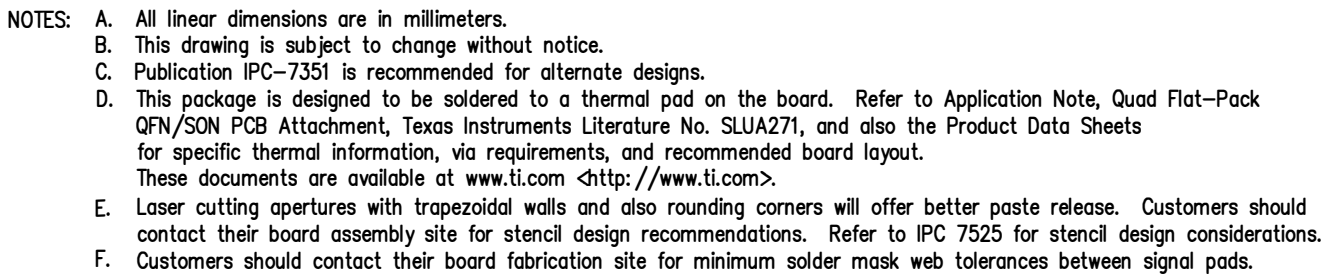 NOTES: A. All linear dimensions are in millimeters.
B. This drawing is subject to change without notice.
C. Publication IPC-7351 is recommended for alternate designs.
D. This package is designed to be soldered to a thermal pad on the board. Refer to Application Note, Quad Flat-Pack
QFN/SON PCB Attachment, Texas Instruments Literature No. SLUA271, and also the Product Data Sheets
for specific thermal information, via requirements, and recommended board layout.
These documents are available at www.ti.com <http://www.ti.com>.
E. Laser cutting apertures with trapezoidal walls and also rounding corners will offer better paste release. Customers should
contact their board assembly site for stencil design recommendations. Refer to IPC 7525 for stencil design considerations.
F. Customers should contact their board fabrication site for minimum solder mask web tolerances between signal pads.